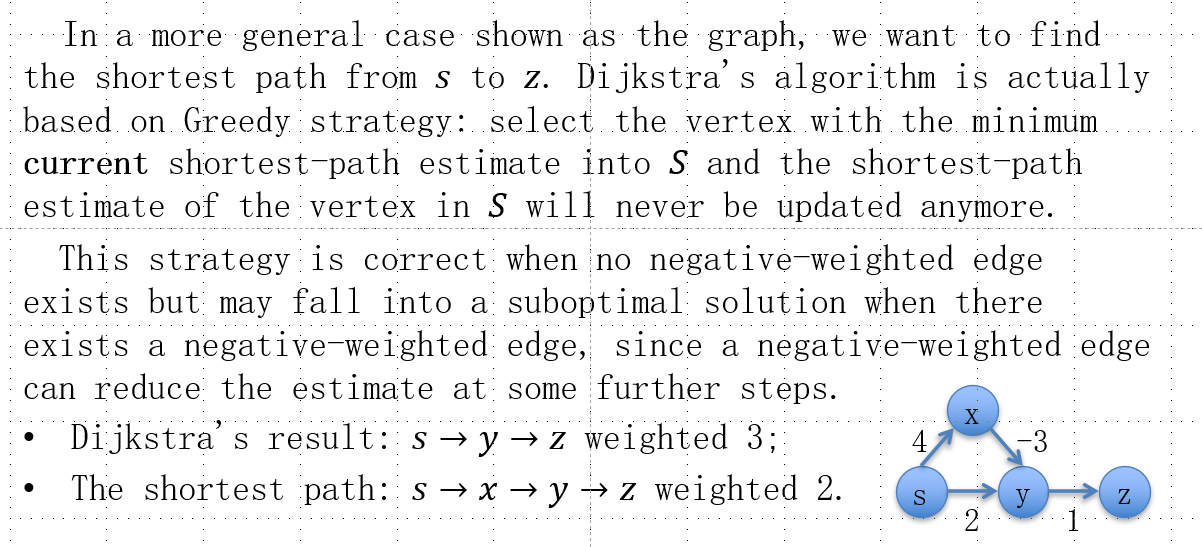 In a more general case shown as the graph, we want to find
the shortest path from s to z. Dijkstra's algorithm is actually
based on Greedy strategy: select the vertex with the minimum
current shortest-path estimate into S and the shortest-path
estimate of the vertex in S will never be updated anymore.
This strategy is correct when no negative-weighted edge
exists but may fall into a suboptimal solution when there
exists a negative-weighted edge, since a negative-weighted edge
can reduce the estimate at some further steps.
• Dijkstra's result: s → y → z weighted 3;
• The shortest path: s → x → y → z weighted 2.
x
4 -3
s y z
2 1